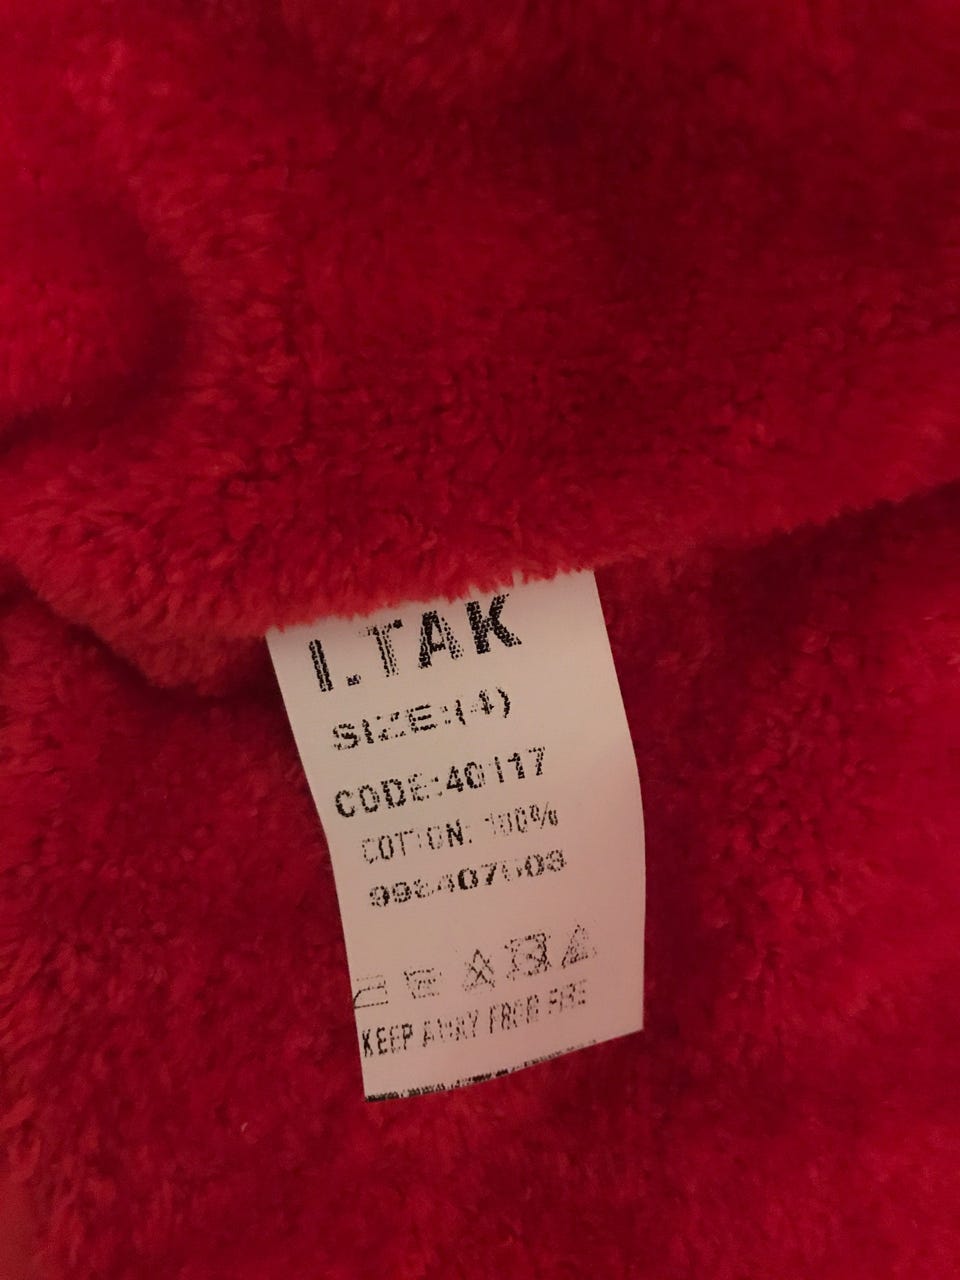 I.TAK
SIZE:(4)
CODE:40117
COTTON: 100%
KEEP AWAY FROM FIRE